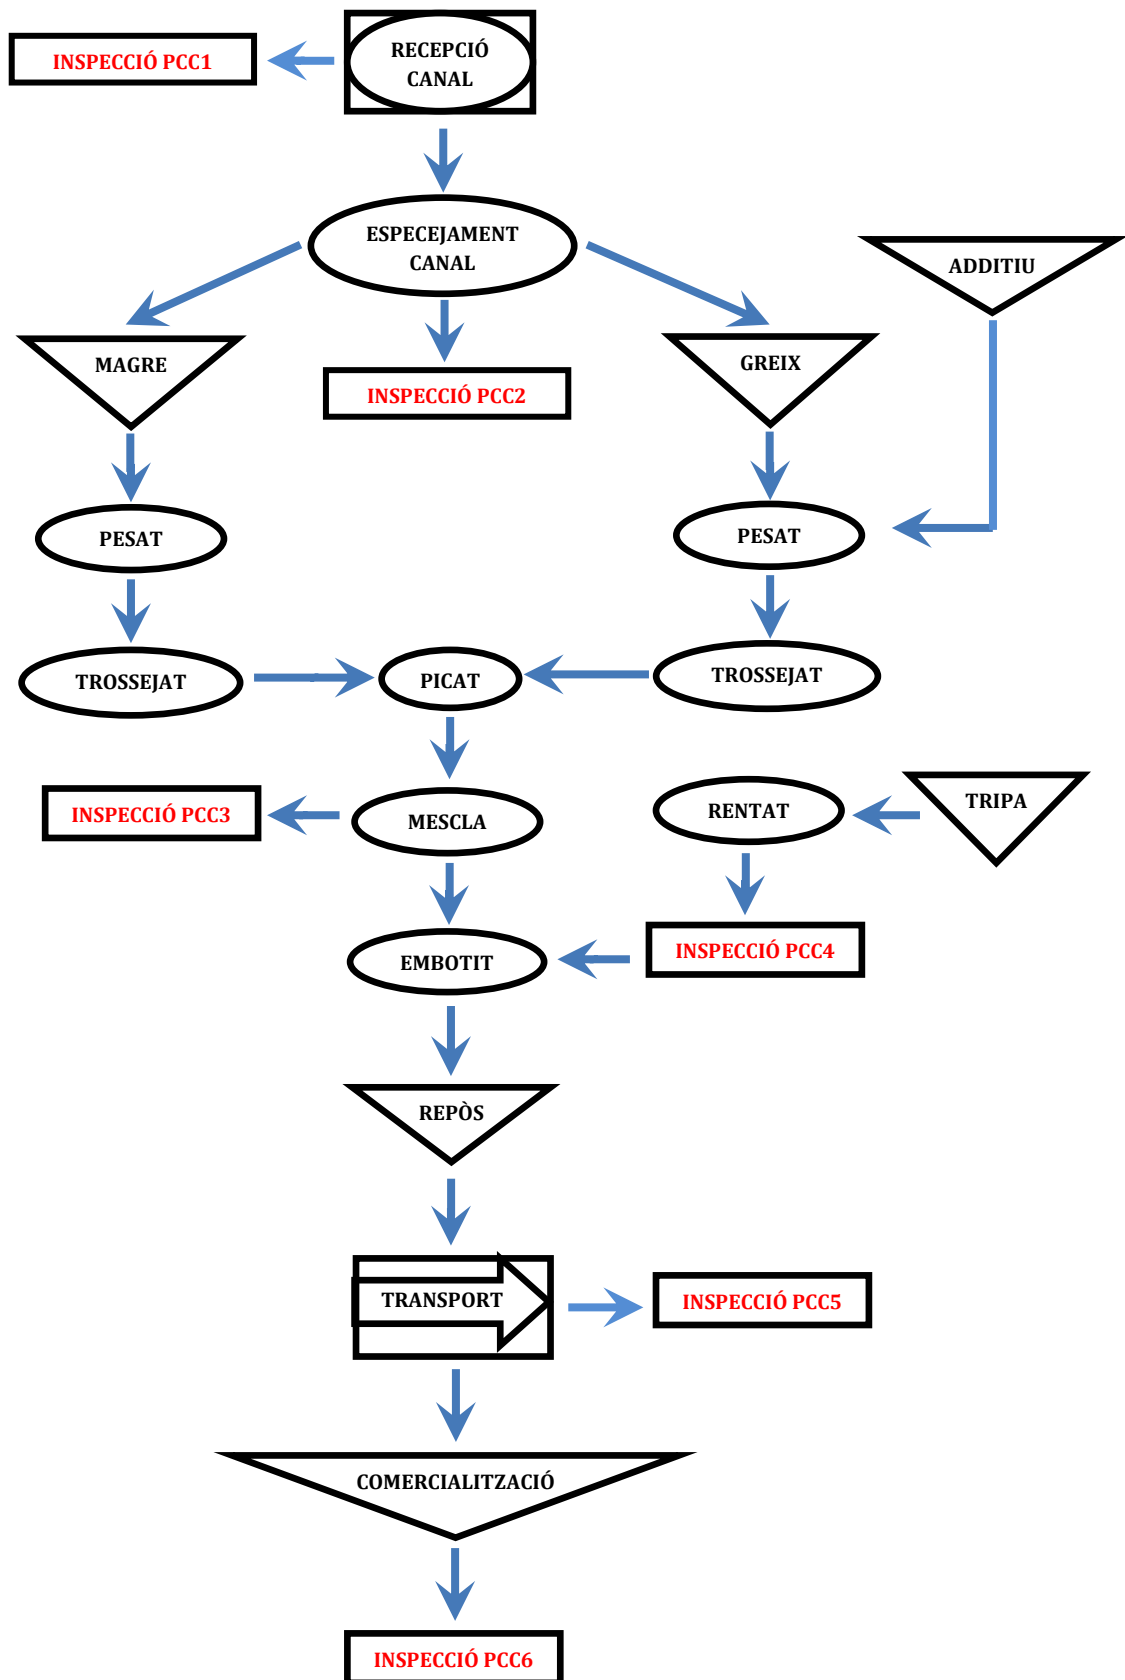 RECEPCIÓ
CANAL
INSPECCIÓ PCC1
ESPECEJAMENT
CANAL
ADDITIU
MAGRE
INSPECCIÓ PCC2
GREIX
PESAT
PESAT
TROSSEJAT
PICAT
TROSSEJAT
INSPECCIÓ PCC3
MESCLA
RENTAT
TRIPA
EMBOTIT
INSPECCIÓ PCC4
REPÒS
TRANSPORT
INSPECCIÓ PCC5
COMERCIALITZACIÓ
INSPECCIÓ PCC6